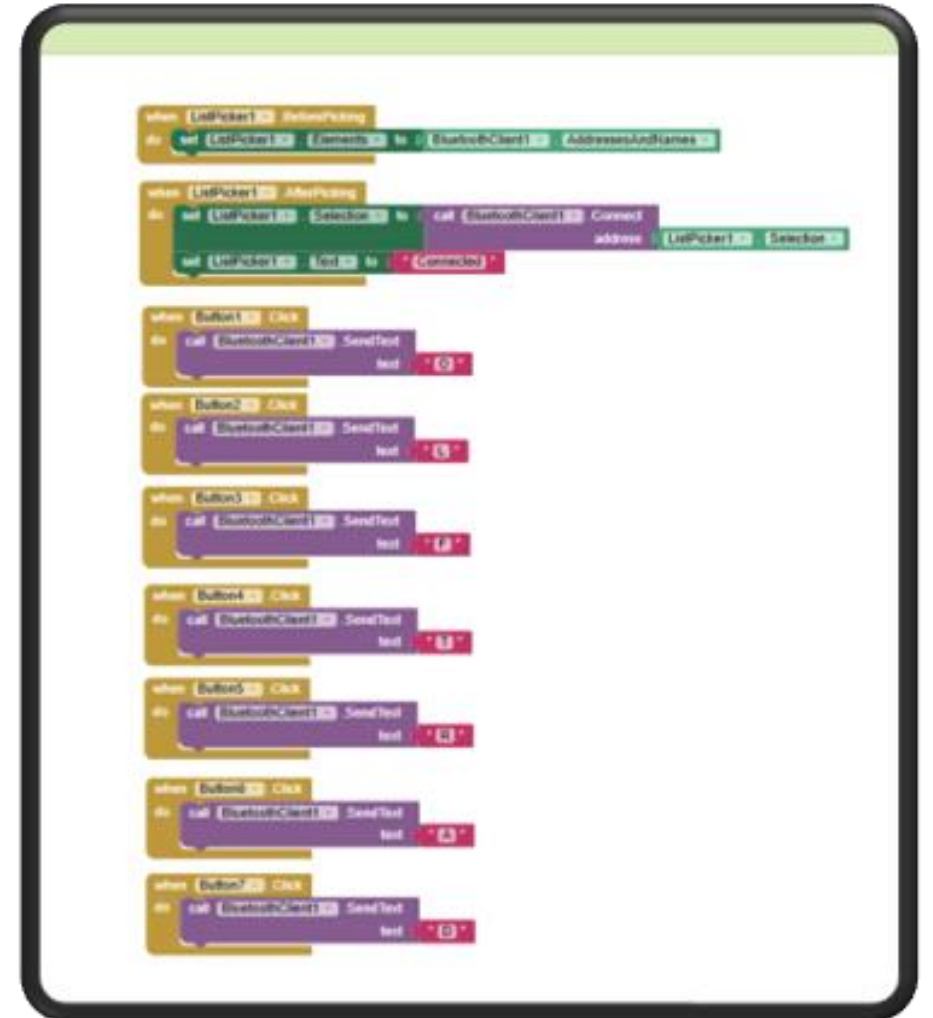 when ListPicker1 .BeforePicking
do set ListPicker1 . Elements to BluetoothClient1 . AddressesAndNames
when ListPicker1 .AfterPicking
do set ListPicker1 . Selection to call BluetoothClient1 .Connect
address ListPicker1 . Selection
set ListPicker1 . Text to " Connected "
when Button1 .Click
do call BluetoothClient1 .SendText
text
when Button2 .Click
do call BluetoothClient1 .SendText
text " L "
when Button3 .Click
do call BluetoothClient1 .SendText
text " F "
when Button4 .Click
do call BluetoothClient1 .SendText
text " T "
when Button5 .Click
do call BluetoothClient1 .SendText
text " R "
when Button6 .Click
do call BluetoothClient1 .SendText
text " A "
when Button7 .Click
do call BluetoothClient1 .SendText
text